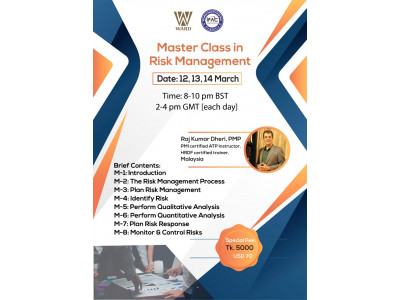 WARD
Master Class in
Risk Management
Date: 12, 13, 14 March
Time: 8-10 pm BST
2-4 pm GMT (each day)
Raj Kumar Dheri, PMP
PMI certified ATP instructor,
HRDF certified trainer,
Malaysia
Brief Contents:
M-1: Introduction
M-2: The Risk Management Process
M-3: Plan Risk Management
M-4: Identify Risk
M-5: Perform Qualitative Analysis
M-6: Perform Quantitative Analysis
M-7: Plan Risk Response
M-8: Monitor & Control Risks
Special Fee:
Tk. 5000
USD 70